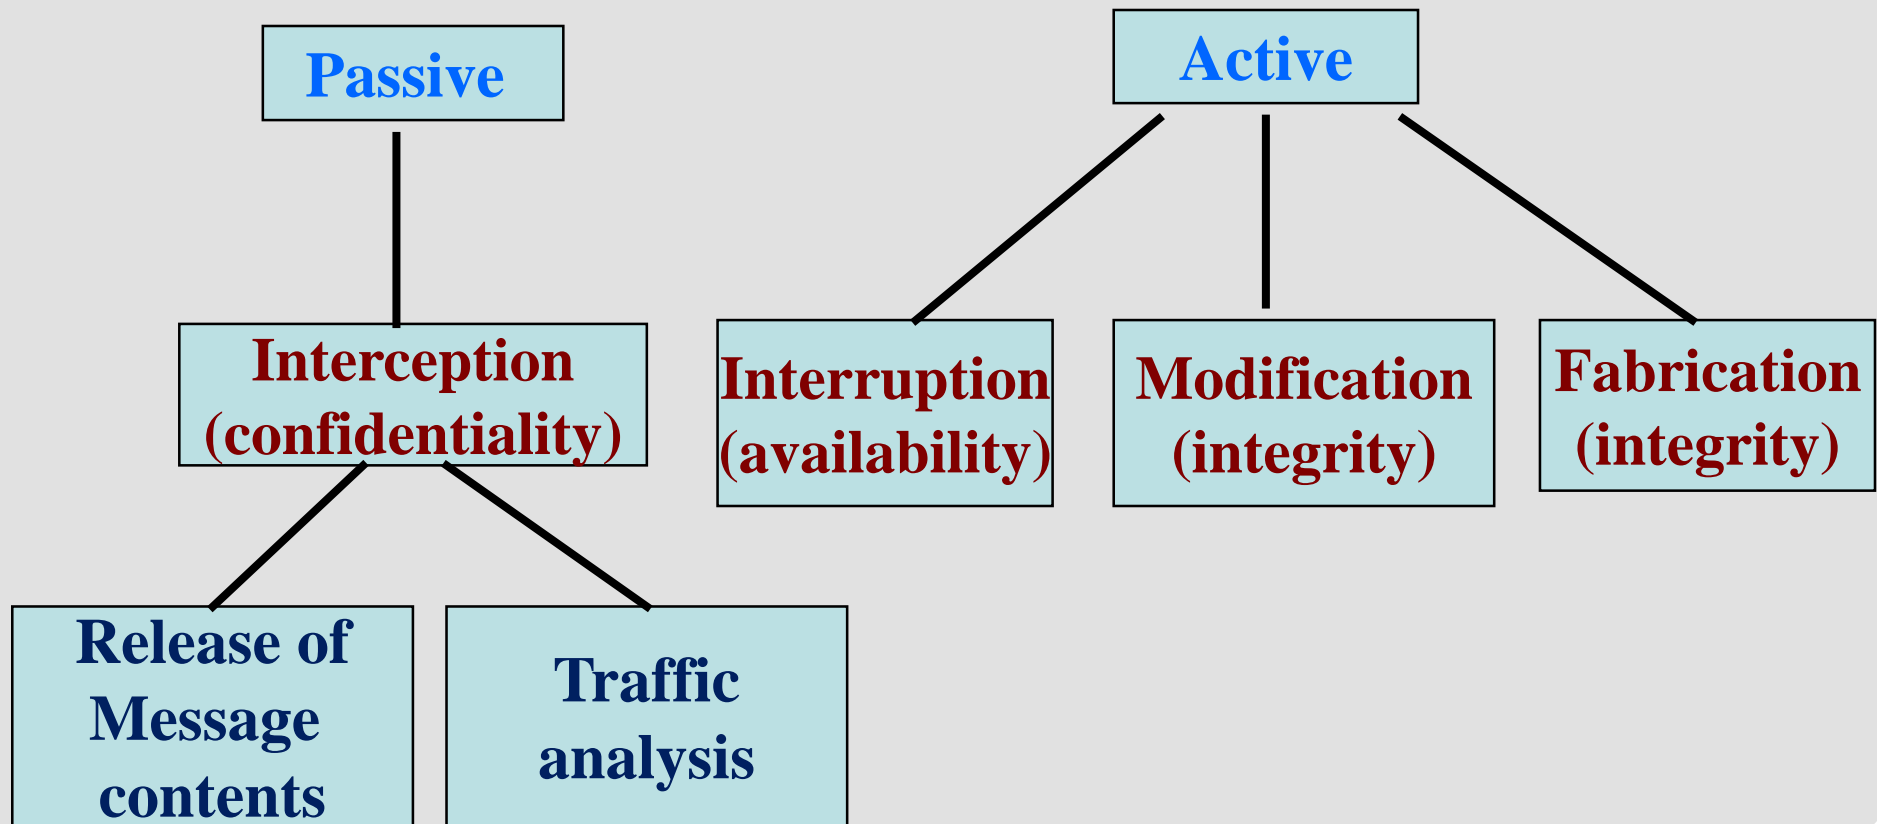 Passive
Active
Interception
(confidentiality)
Interruption
(availability)
Modification
(integrity)
Fabrication
(integrity)
Release of
Message
contents
Traffic
analysis